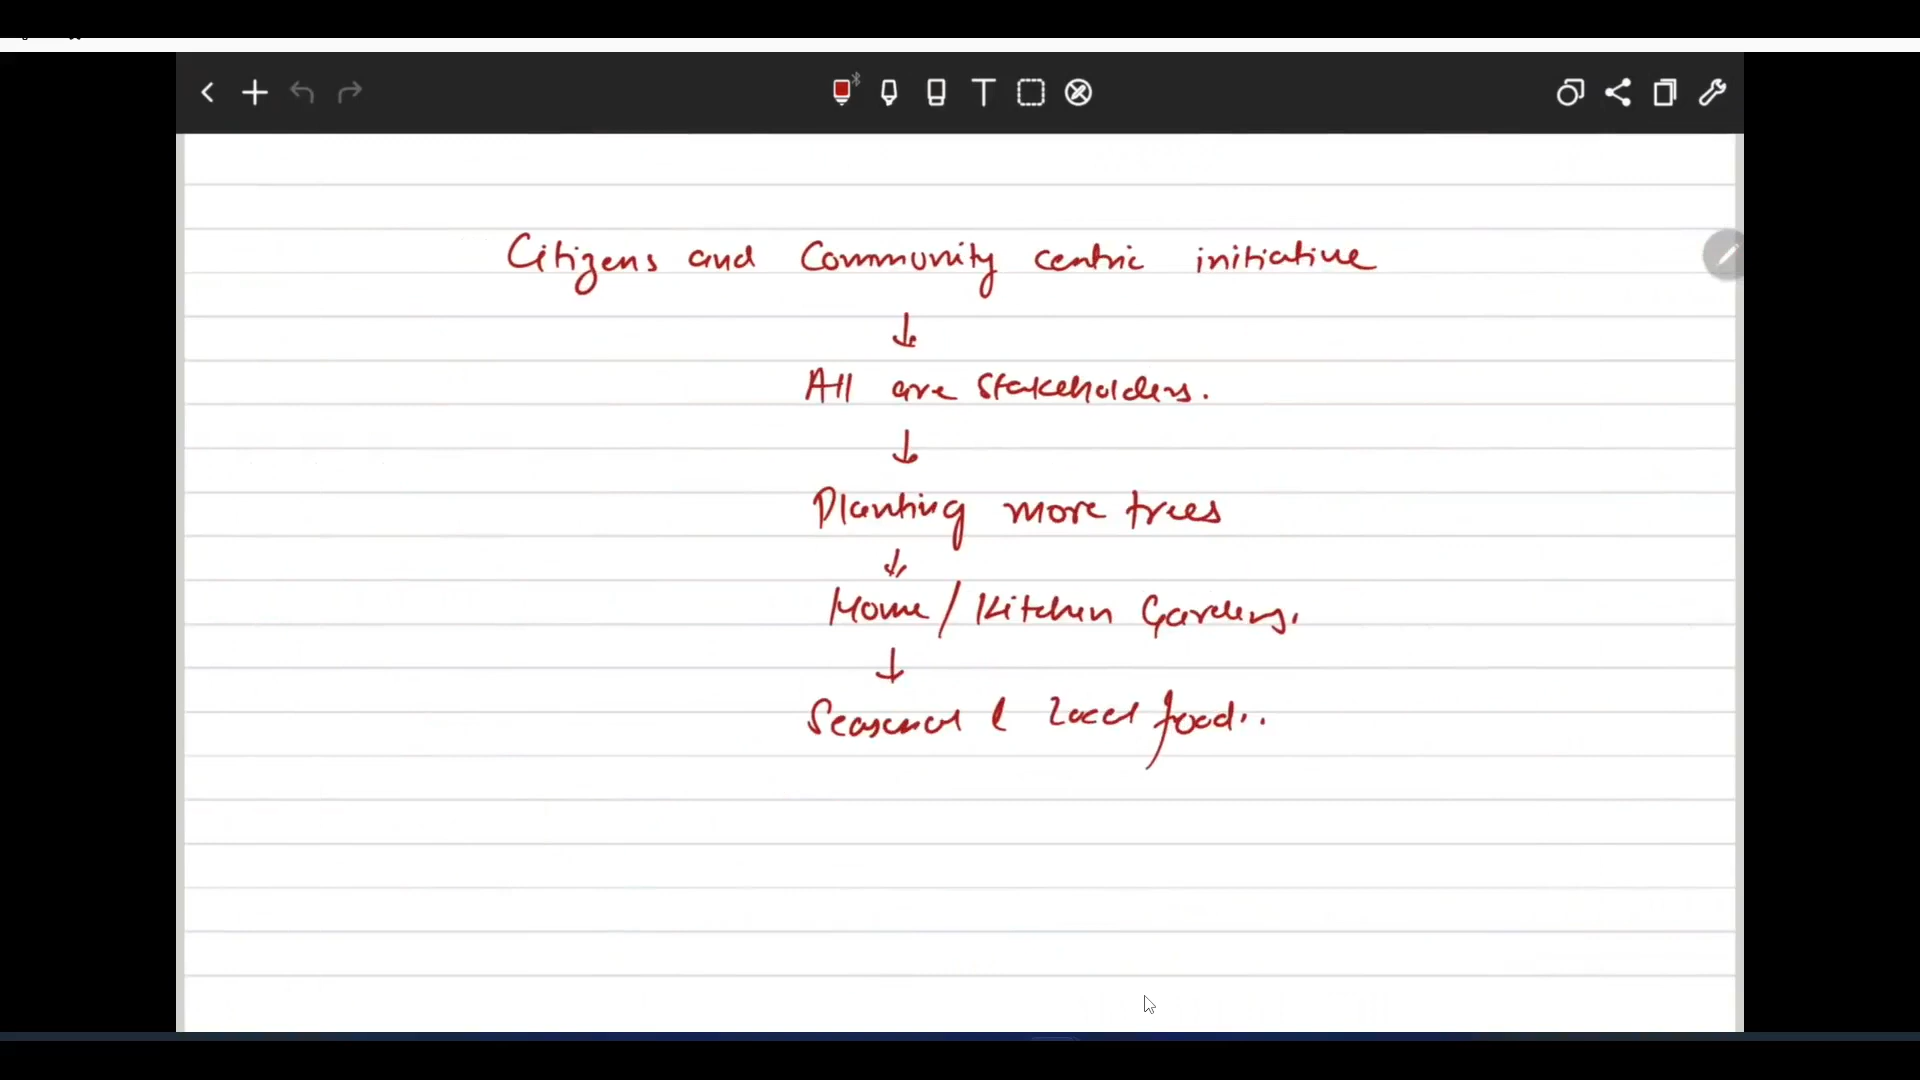 Citizens and Community centric initiative
↓
All are stakeholders.
↓
Planting more trees
↓
Home / Kitchen Gardens.
↓
Seasonal & local food..